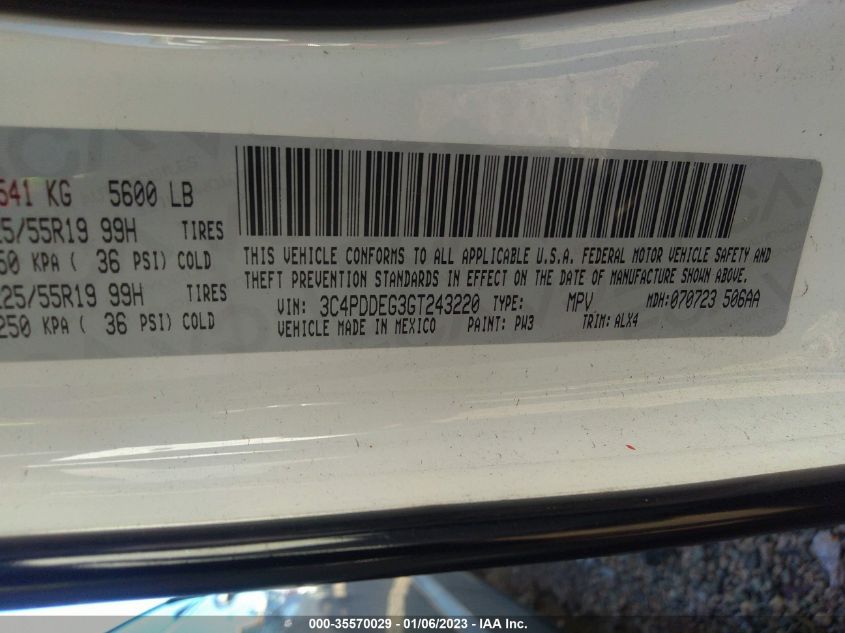 541 KG 5600 LB
5/55R19 99H TIRES
50 KPA ( 36 PSI) COLD
225/55R19 99H TIRES
250 KPA ( 36 PSI) COLD
THIS VEHICLE CONFORMS TO ALL APPLICABLE U.S.A. FEDERAL MOTOR VEHICLE SAFETY AND
THEFT PREVENTION STANDARDS IN EFFECT ON THE DATE OF MANUFACTURE SHOWN ABOVE.
VIN: 3C4PDDEG3GT243220 TYPE: MPV MDH:070723 506AA
VEHICLE MADE IN MEXICO PAINT: PW3 TRIM: ALX4
000-35570029 - 01/06/2023 - IAA Inc.